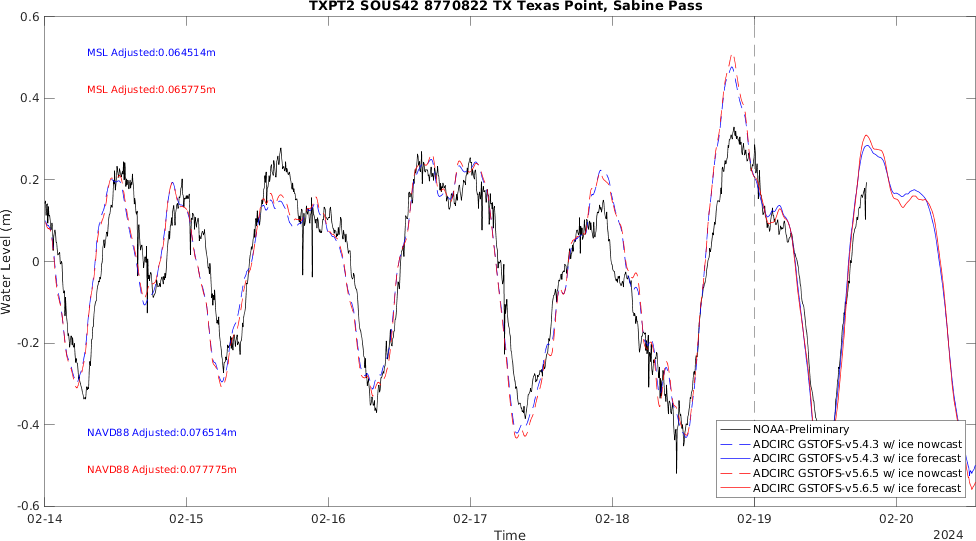 TXPT2 SOUS42 8770822 TX Texas Point, Sabine Pass
0.6
0.4
0.2
0
-0.2
-0.4
-0.6
Water Level (m)
MSL Adjusted:0.064514m
MSL Adjusted:0.065775m
NAVD88 Adjusted:0.076514m
NAVD88 Adjusted:0.077775m
NOAA-Preliminary
ADCIRC GSTOFS-v5.4.3 w/ ice nowcast
ADCIRC GSTOFS-v5.4.3 w/ ice forecast
ADCIRC GSTOFS-v5.6.5 w/ ice nowcast
ADCIRC GSTOFS-v5.6.5 w/ ice forecast
02-14 02-15 02-16 02-17 02-18 02-19 02-20
Time
2024